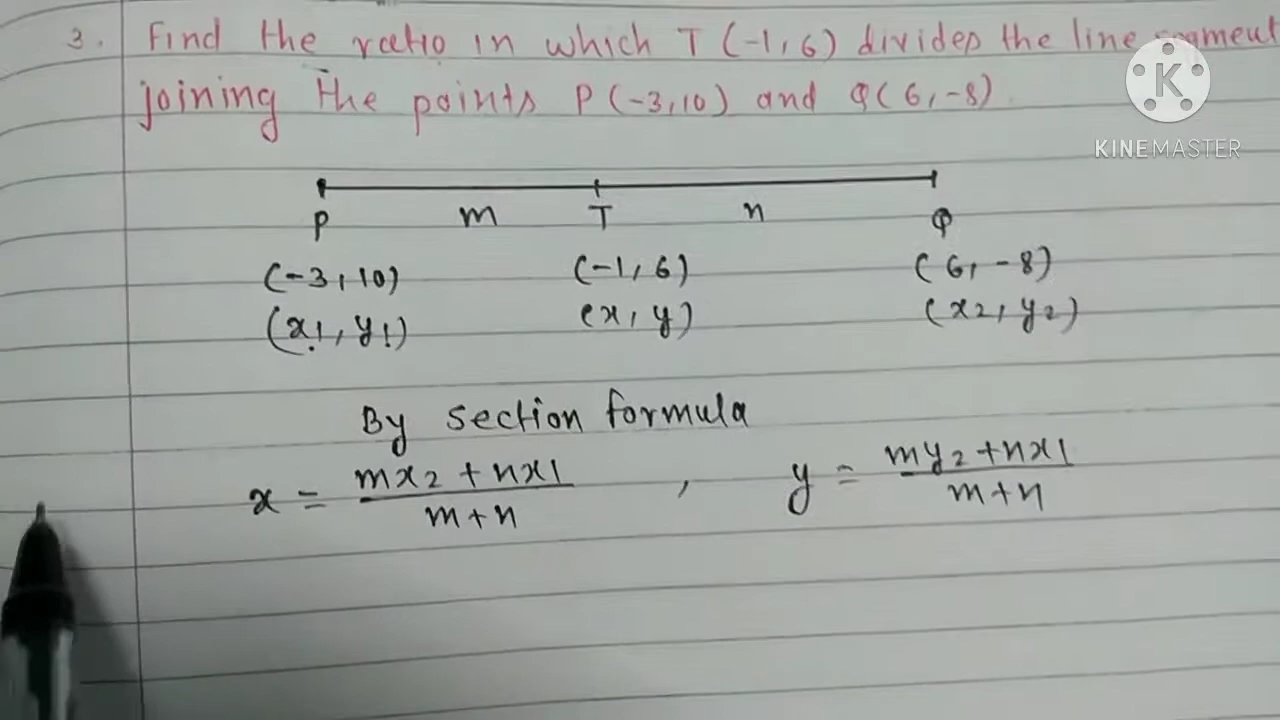 3. Find the ratio in which T (-1, 6) divides the line segment
joining the points P(-3, 10) and Q(6, -8)
K
KINEMASTER
P m T n Q
(-3, 10) (-1, 6) (6, -8)
(x1, y1) (x, y) (x2, y2)
By section formula
x = mx2 + nx1 / m+n , y = my2 + nx1 / m+n